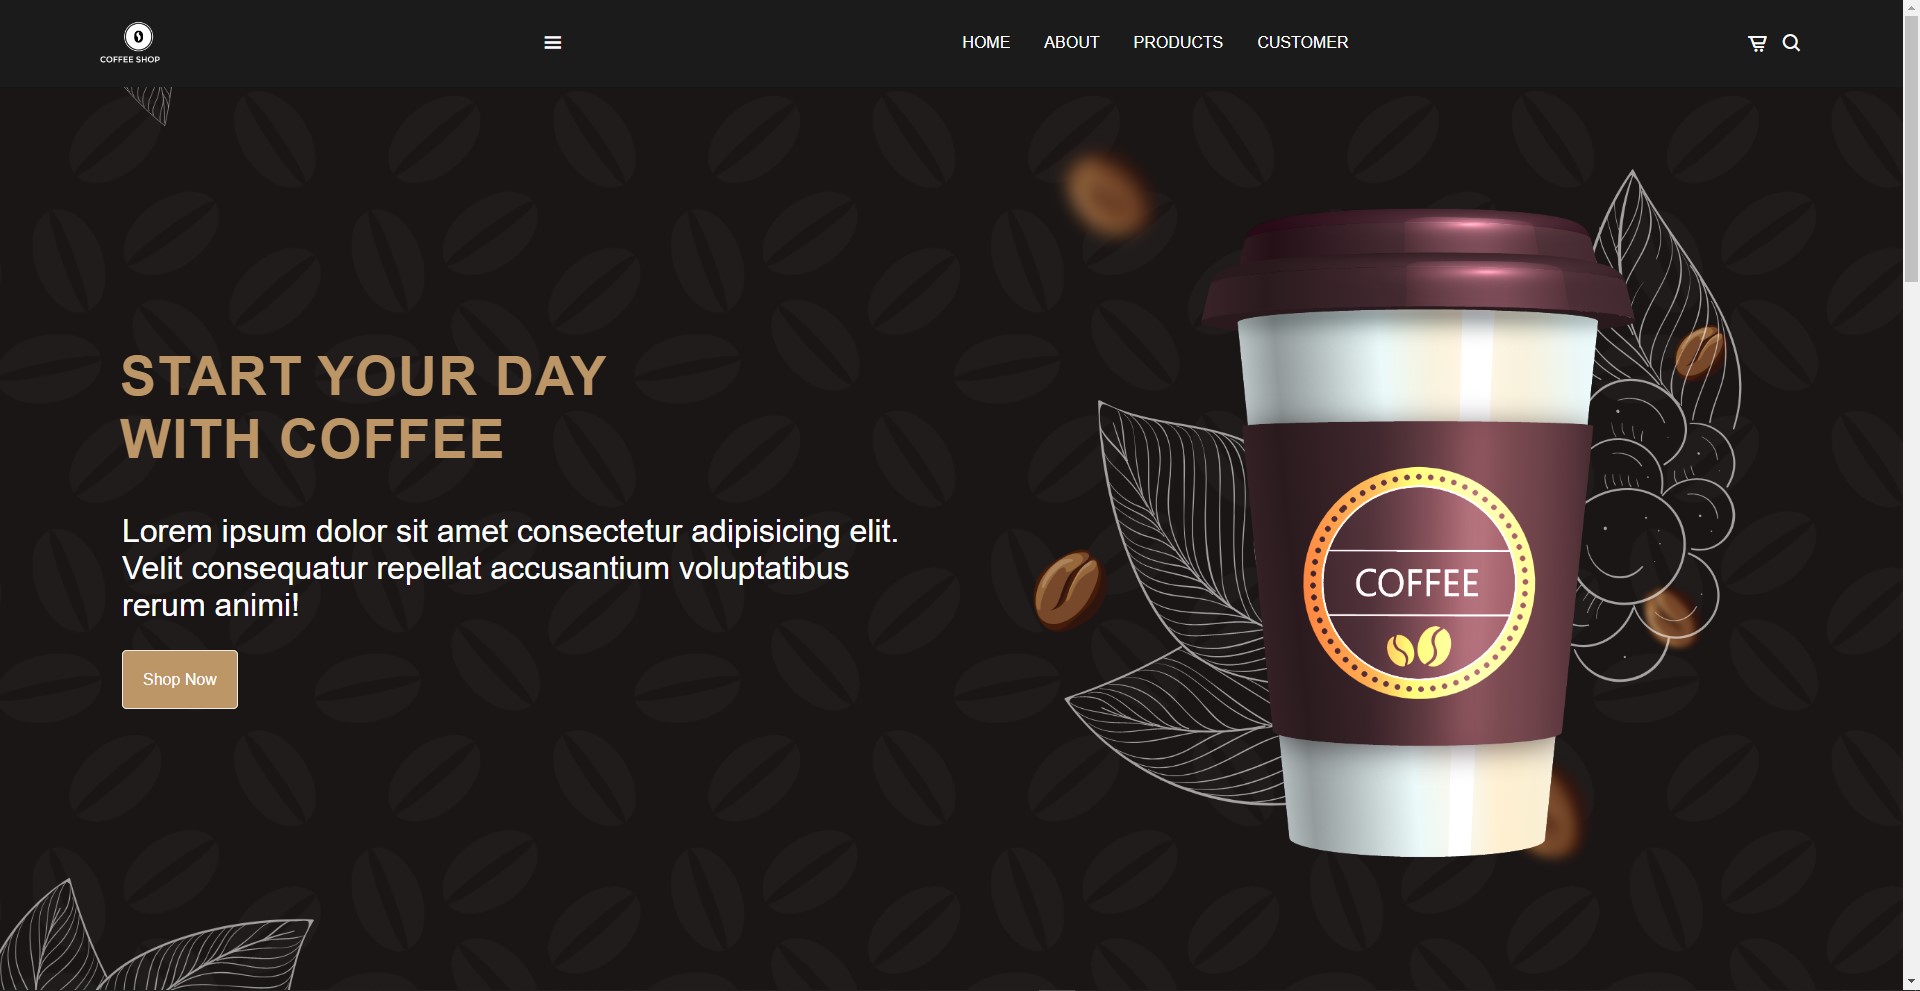 COFFEE SHOP
HOME ABOUT PRODUCTS CUSTOMER
START YOUR DAY
WITH COFFEE
Lorem ipsum dolor sit amet consectetur adipisicing elit.
Velit consequatur repellat accusantium voluptatibus
rerum animi!
Shop Now
COFFEE